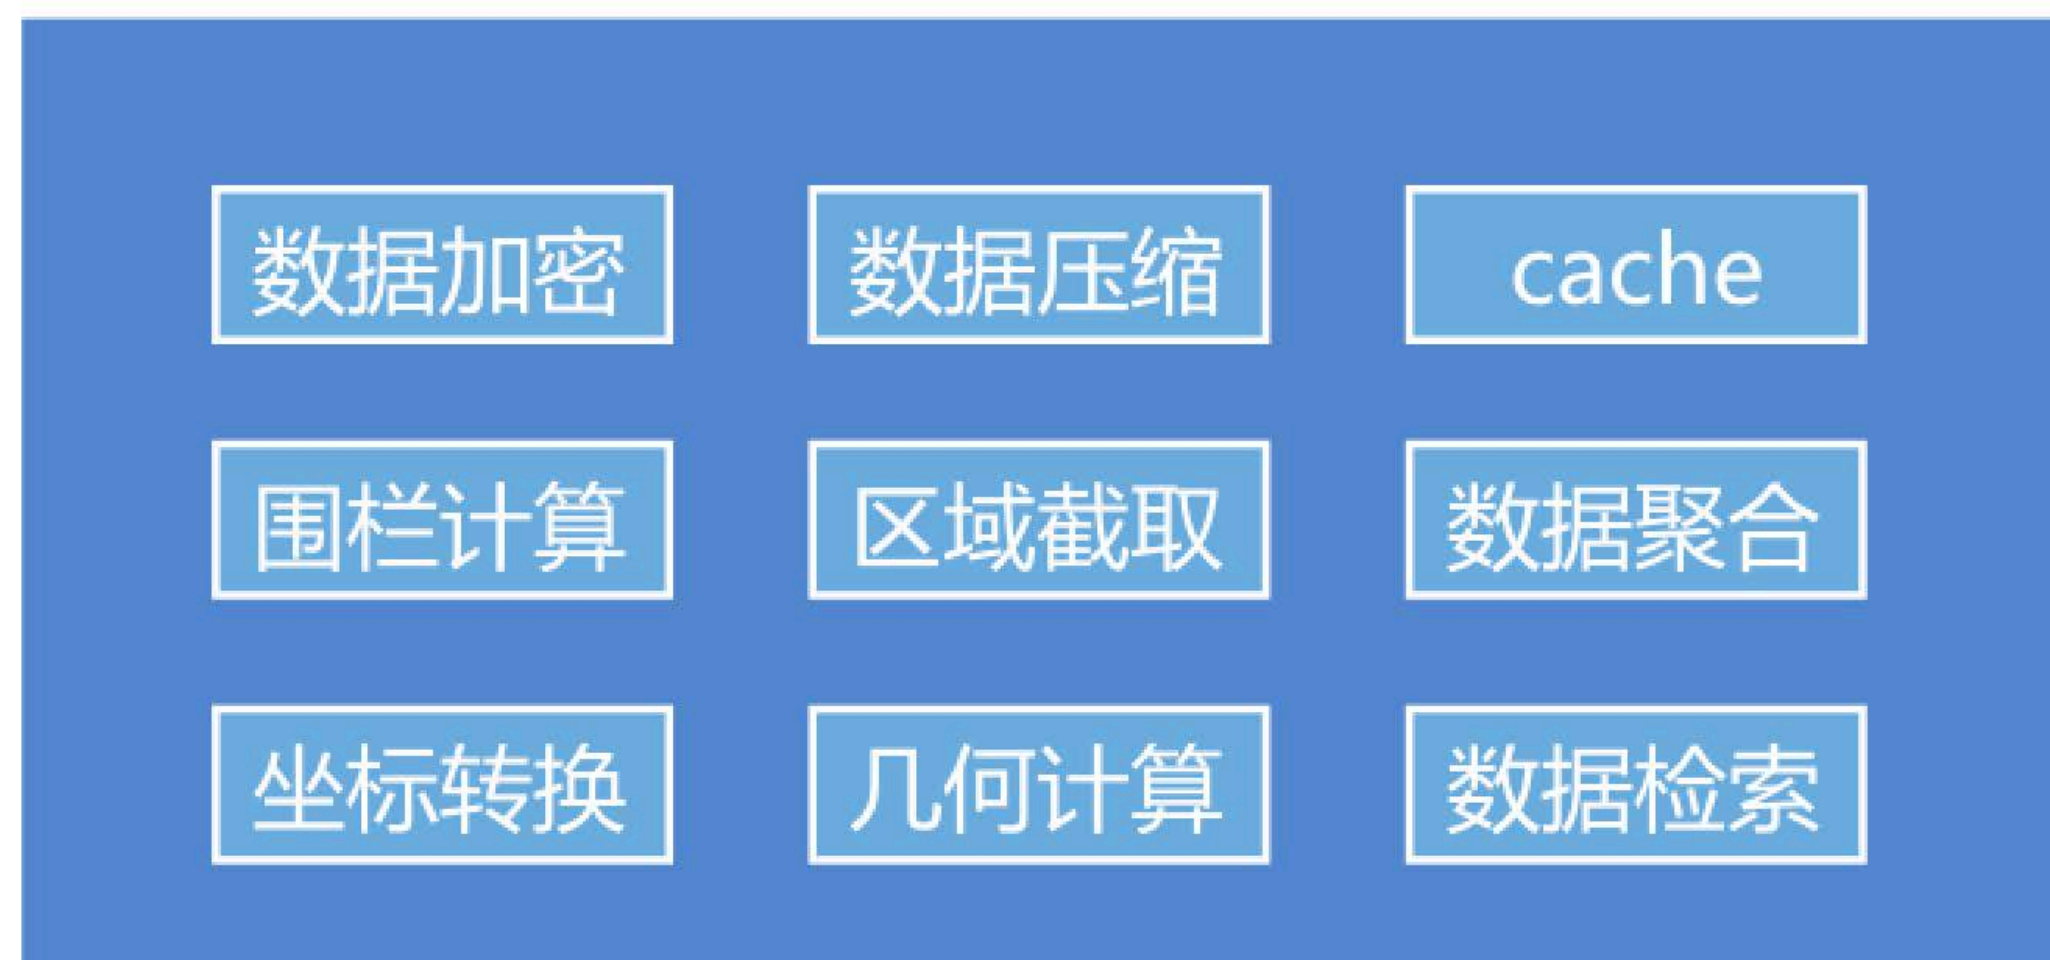 数据加密
数据压缩
cache
围栏计算
区域截取
数据聚合
坐标转换
几何计算
数据检索